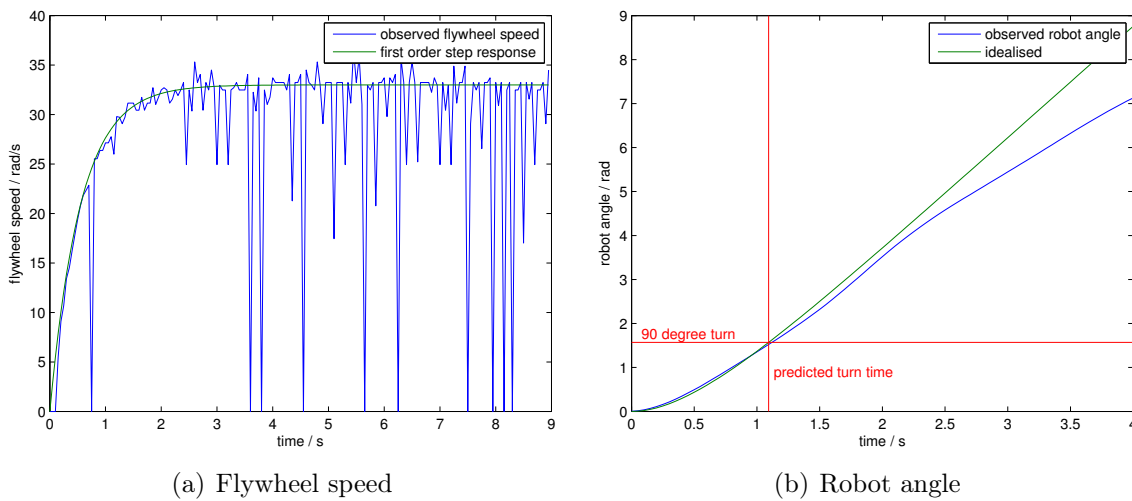 40
35
30
25
20
15
10
5
0
flywheel speed / rad/s
observed flywheel speed
first order step response
0 1 2 3 4 5 6 7 8 9
time / s
(a) Flywheel speed
9
8
7
6
5
4
3
2
1
0
robot angle / rad
observed robot angle
idealised
90 degree turn
predicted turn time
0 0.5 1 1.5 2 2.5 3 3.5 4
time / s
(b) Robot angle